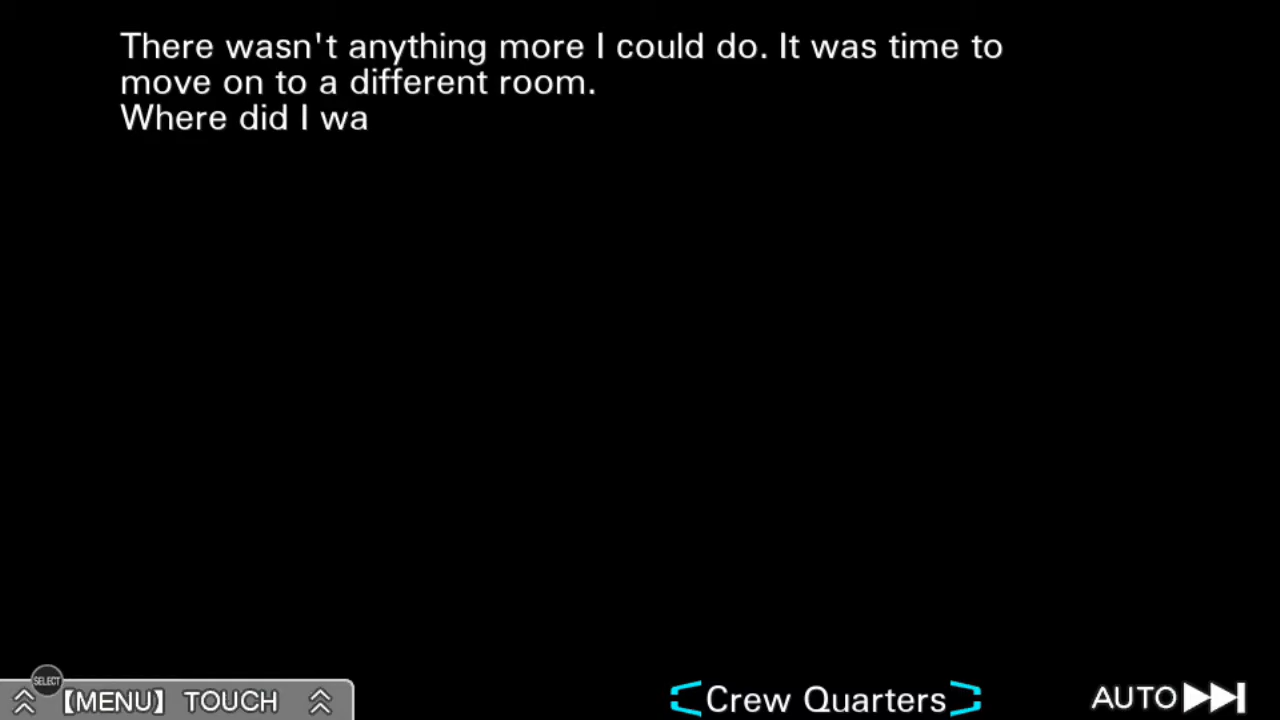 There wasn't anything more I could do. It was time to
move on to a different room.
Where did I wa
SELECT
【MENU】 TOUCH
Crew Quarters
AUTO